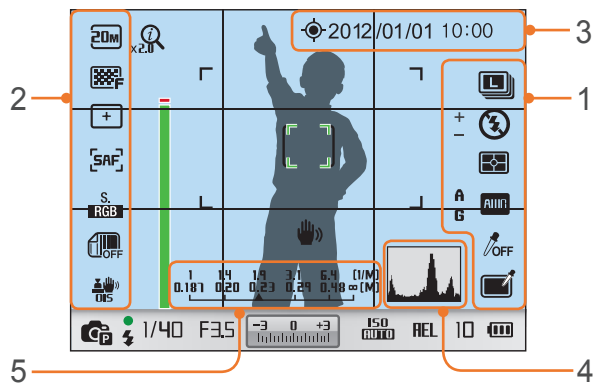 3
2012/01/01 10:00
2
1
20M
x2.0
i
F
L
+
−
SAF
S.
RGB
A
G
AWB
OFF
OFF
OIS
1 1.4 1.9 3.1 6.4 (1/M)
0.187 0.20 0.23 0.29 0.48 ∞ (M)
P
1/40
F3.5
−3 0 +3
ISO
AUTO
AEL
10
5
4